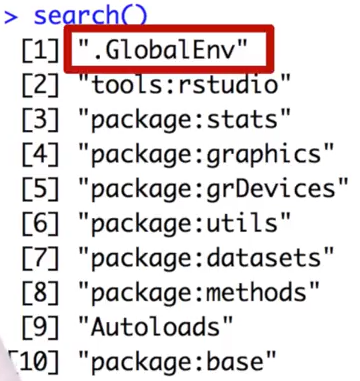 > search()
[1] ".GlobalEnv"
[2] "tools:rstudio"
[3] "package:stats"
[4] "package:graphics"
[5] "package:grDevices"
[6] "package:utils"
[7] "package:datasets"
[8] "package:methods"
[9] "Autoloads"
[10] "package:base"